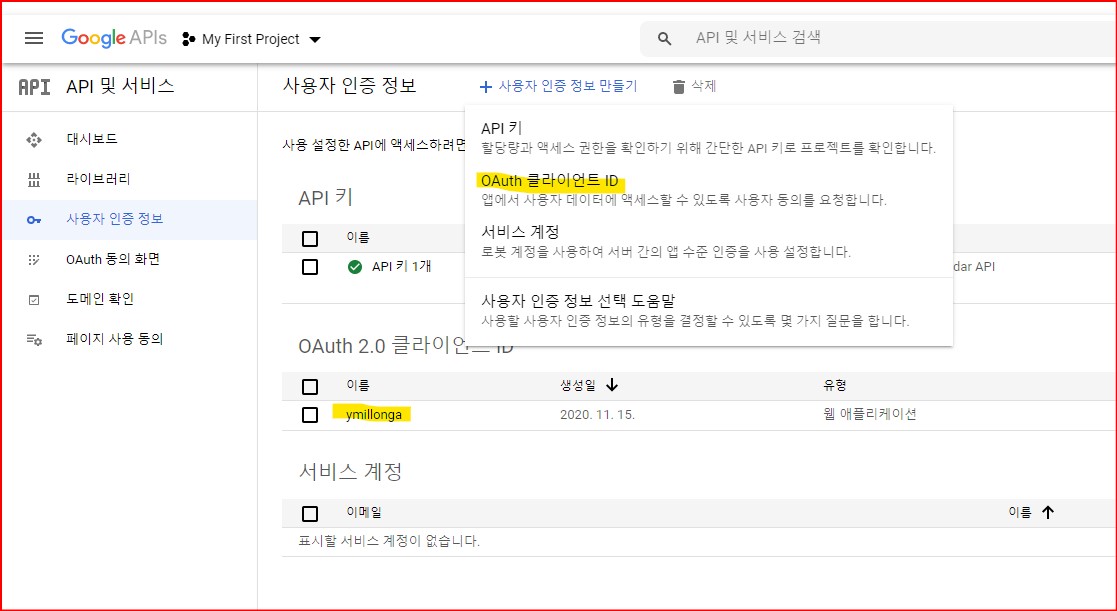 Google APIs
My First Project
API 및 서비스 검색
API
API 및 서비스
사용자 인증 정보
+ 사용자 인증 정보 만들기
삭제
대시보드
라이브러리
사용자 인증 정보
OAuth 동의 화면
도메인 확인
페이지 사용 동의
사용 설정한 API에 액세스하려면
API 키
할당량과 액세스 권한을 확인하기 위해 간단한 API 키로 프로젝트를 확인합니다.
OAuth 클라이언트 ID
앱에서 사용자 데이터에 액세스할 수 있도록 사용자 동의를 요청합니다.
서비스 계정
로봇 계정을 사용하여 서버 간의 앱 수준 인증을 사용 설정합니다.
사용자 인증 정보 선택 도움말
사용할 사용자 인증 정보의 유형을 결정할 수 있도록 몇 가지 질문을 합니다.
API 키
이름
API 키 1개
dar API
OAuth 2.0 클라이언트 ID
이름 생성일 유형
ymillonga 2020. 11. 15. 웹 애플리케이션
서비스 계정
이메일 이름
표시할 서비스 계정이 없습니다.